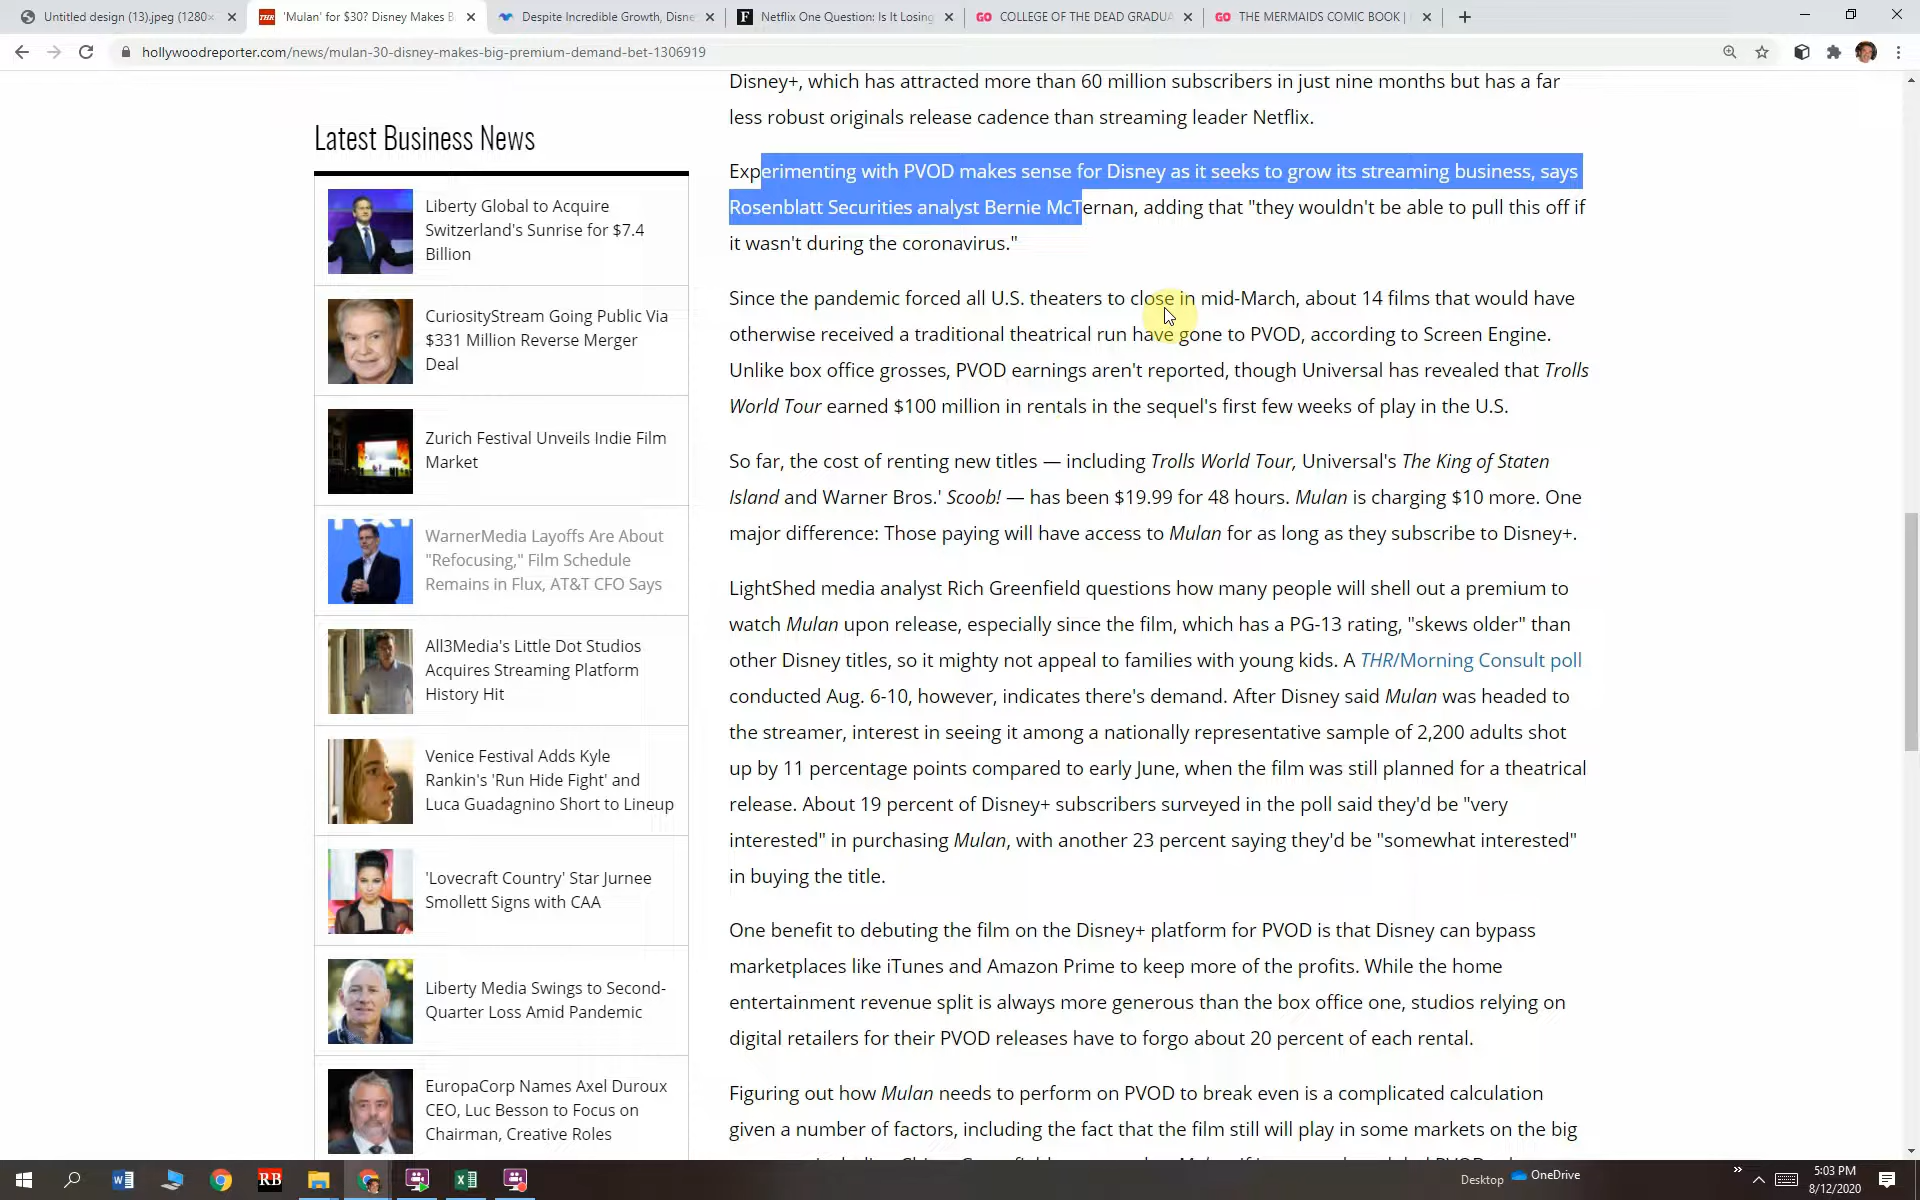 Untitled design (13).jpeg (1280×
'Mulan' for $30? Disney Makes B
Despite Incredible Growth, Disne
Netflix One Question: Is It Losing
COLLEGE OF THE DEAD GRADUA
THE MERMAIDS COMIC BOOK |
hollywoodreporter.com/news/mulan-30-disney-makes-big-premium-demand-bet-1306919
Latest Business News
Liberty Global to Acquire
Switzerland's Sunrise for $7.4
Billion
CuriosityStream Going Public Via
$331 Million Reverse Merger
Deal
Zurich Festival Unveils Indie Film
Market
WarnerMedia Layoffs Are About
"Refocusing," Film Schedule
Remains in Flux, AT&T CFO Says
All3Media's Little Dot Studios
Acquires Streaming Platform
History Hit
Venice Festival Adds Kyle
Rankin's 'Run Hide Fight' and
Luca Guadagnino Short to Lineup
'Lovecraft Country' Star Jurnee
Smollett Signs with CAA
Liberty Media Swings to Second-
Quarter Loss Amid Pandemic
EuropaCorp Names Axel Duroux
CEO, Luc Besson to Focus on
Chairman, Creative Roles
Disney+, which has attracted more than 60 million subscribers in just nine months but has a far
less robust originals release cadence than streaming leader Netflix.
Experimenting with PVOD makes sense for Disney as it seeks to grow its streaming business, says
Rosenblatt Securities analyst Bernie McTernan, adding that "they wouldn't be able to pull this off if
it wasn't during the coronavirus."
Since the pandemic forced all U.S. theaters to close in mid-March, about 14 films that would have
otherwise received a traditional theatrical run have gone to PVOD, according to Screen Engine.
Unlike box office grosses, PVOD earnings aren't reported, though Universal has revealed that Trolls
World Tour earned $100 million in rentals in the sequel's first few weeks of play in the U.S.
So far, the cost of renting new titles — including Trolls World Tour, Universal's The King of Staten
Island and Warner Bros.' Scoob! — has been $19.99 for 48 hours. Mulan is charging $10 more. One
major difference: Those paying will have access to Mulan for as long as they subscribe to Disney+.
LightShed media analyst Rich Greenfield questions how many people will shell out a premium to
watch Mulan upon release, especially since the film, which has a PG-13 rating, "skews older" than
other Disney titles, so it mighty not appeal to families with young kids. A THR/Morning Consult poll
conducted Aug. 6-10, however, indicates there's demand. After Disney said Mulan was headed to
the streamer, interest in seeing it among a nationally representative sample of 2,200 adults shot
up by 11 percentage points compared to early June, when the film was still planned for a theatrical
release. About 19 percent of Disney+ subscribers surveyed in the poll said they'd be "very
interested" in purchasing Mulan, with another 23 percent saying they'd be "somewhat interested"
in buying the title.
One benefit to debuting the film on the Disney+ platform for PVOD is that Disney can bypass
marketplaces like iTunes and Amazon Prime to keep more of the profits. While the home
entertainment revenue split is always more generous than the box office one, studios relying on
digital retailers for their PVOD releases have to forgo about 20 percent of each rental.
Figuring out how Mulan needs to perform on PVOD to break even is a complicated calculation
given a number of factors, including the fact that the film still will play in some markets on the big
Desktop
OneDrive
5:03 PM
8/12/2020